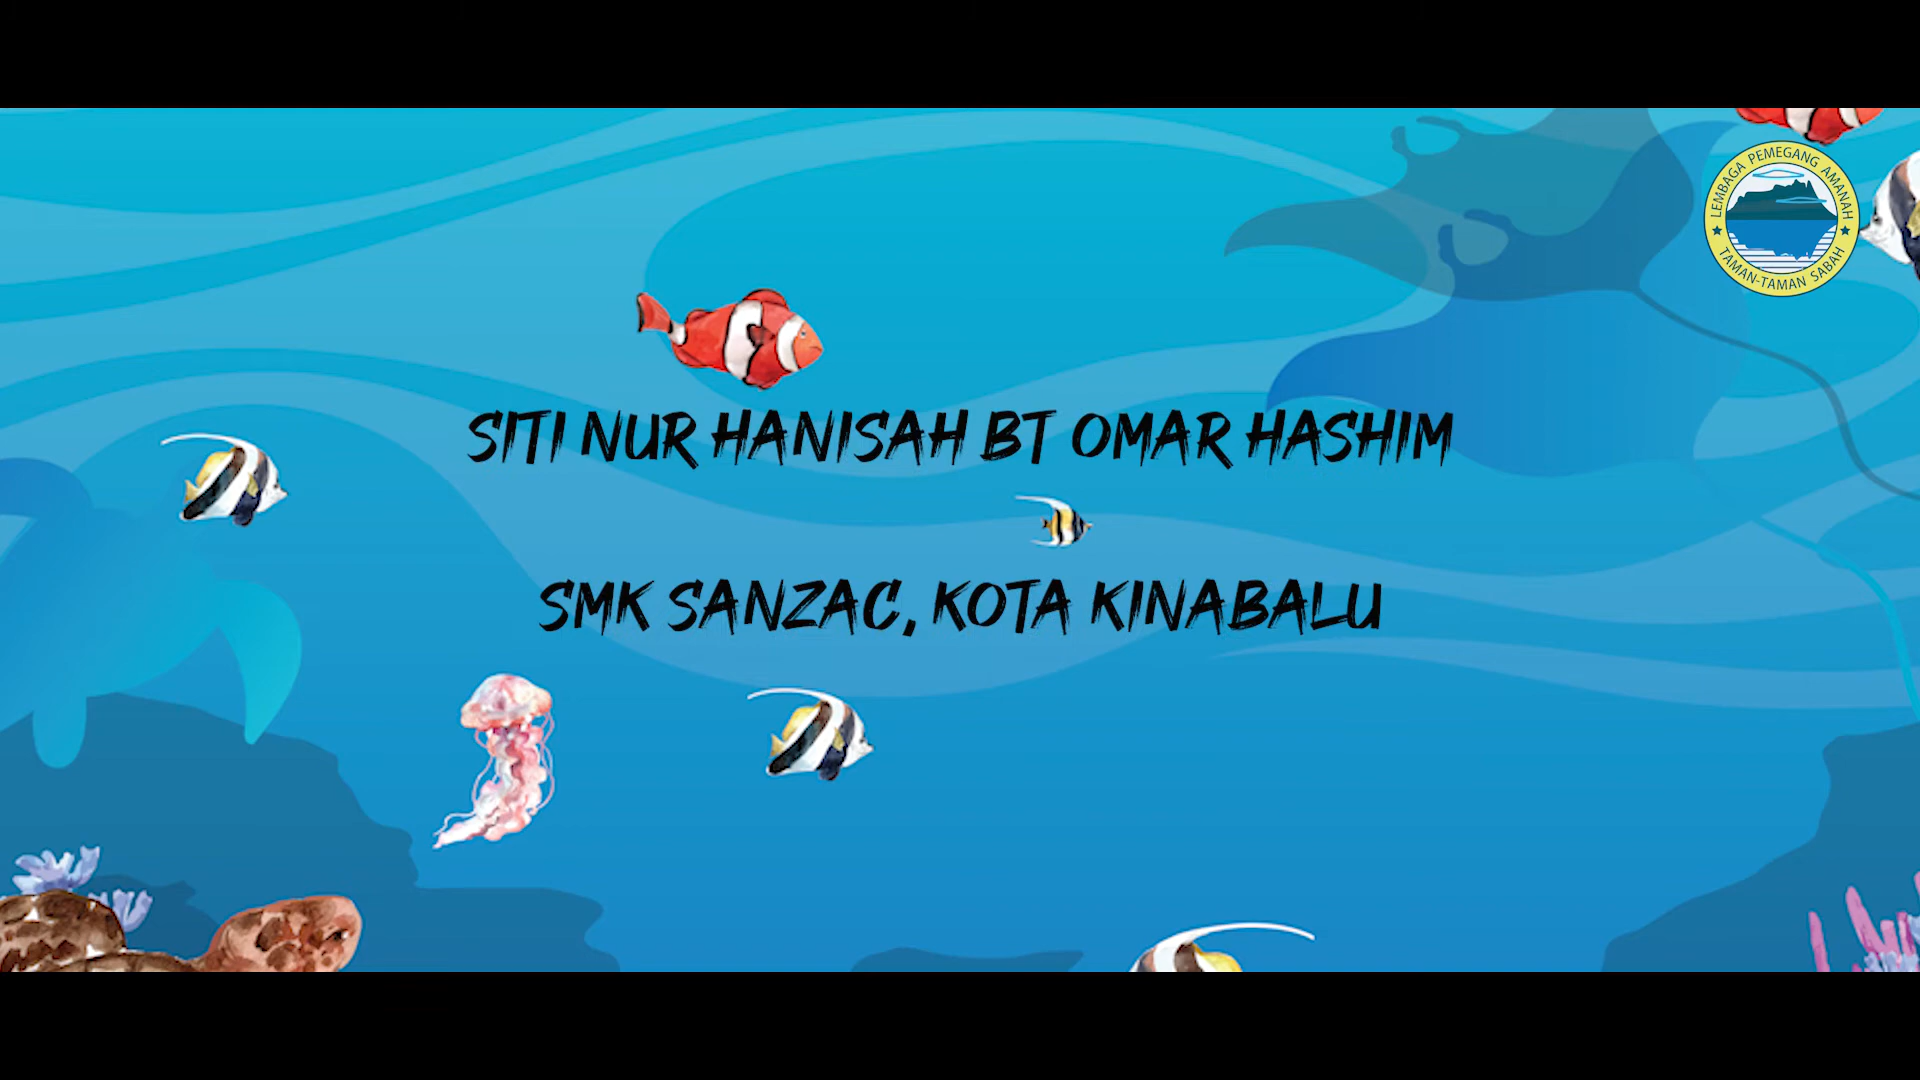 LEMBAGA PEMEGANG AMANAH
TAMAN-TAMAN SABAH
SITI NUR HANISAH BT OMAR HASHIM
SMK SANZAC, KOTA KINABALU